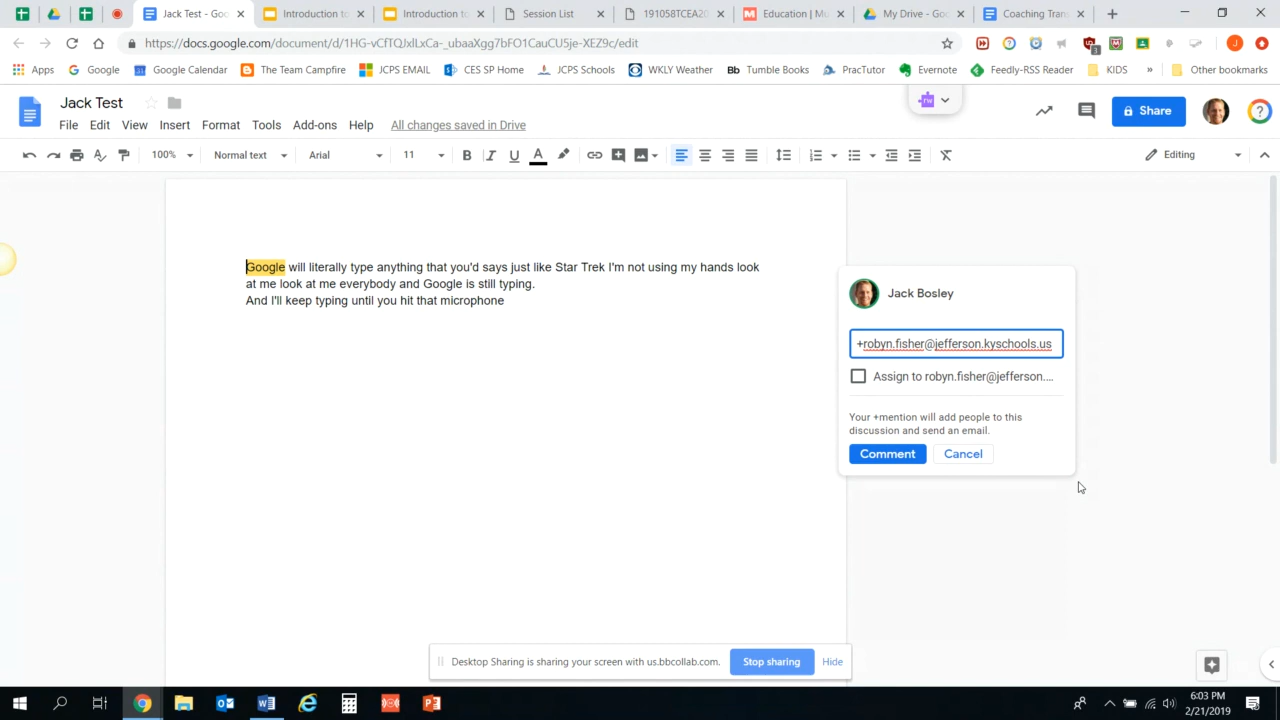 Jack Test - Goo
Introduction to
Introduction to
Session List
191058TCEA20
Education | M
My Drive - Goo
Coaching Tran
https://docs.google.com/document/d/1HG-vCfTQJxlLxCa-_ubaaXgg7bFO1CauCU5je-XEZ9c/edit
3
J
Apps Google Google Calendar The Team Campfire JCPS EMAIL CES SP Home JCPS Schools WKLY Weather Bb Tumble Books PracTutor Evernote Feedly-RSS Reader KIDS » Other bookmarks
Jack Test
rw
Share
File Edit View Insert Format Tools Add-ons Help All changes saved in Drive
100% Normal text Arial 11 B I U A Editing
Google will literally type anything that you'd says just like Star Trek I'm not using my hands look
at me look at me everybody and Google is still typing.
And I'll keep typing until you hit that microphone
Jack Bosley
+robyn.fisher@jefferson.kyschools.us
Assign to robyn.fisher@jefferson....
Your +mention will add people to this
discussion and send an email.
Comment Cancel
Desktop Sharing is sharing your screen with us.bbcollab.com. Stop sharing Hide
6:03 PM
2/21/2019